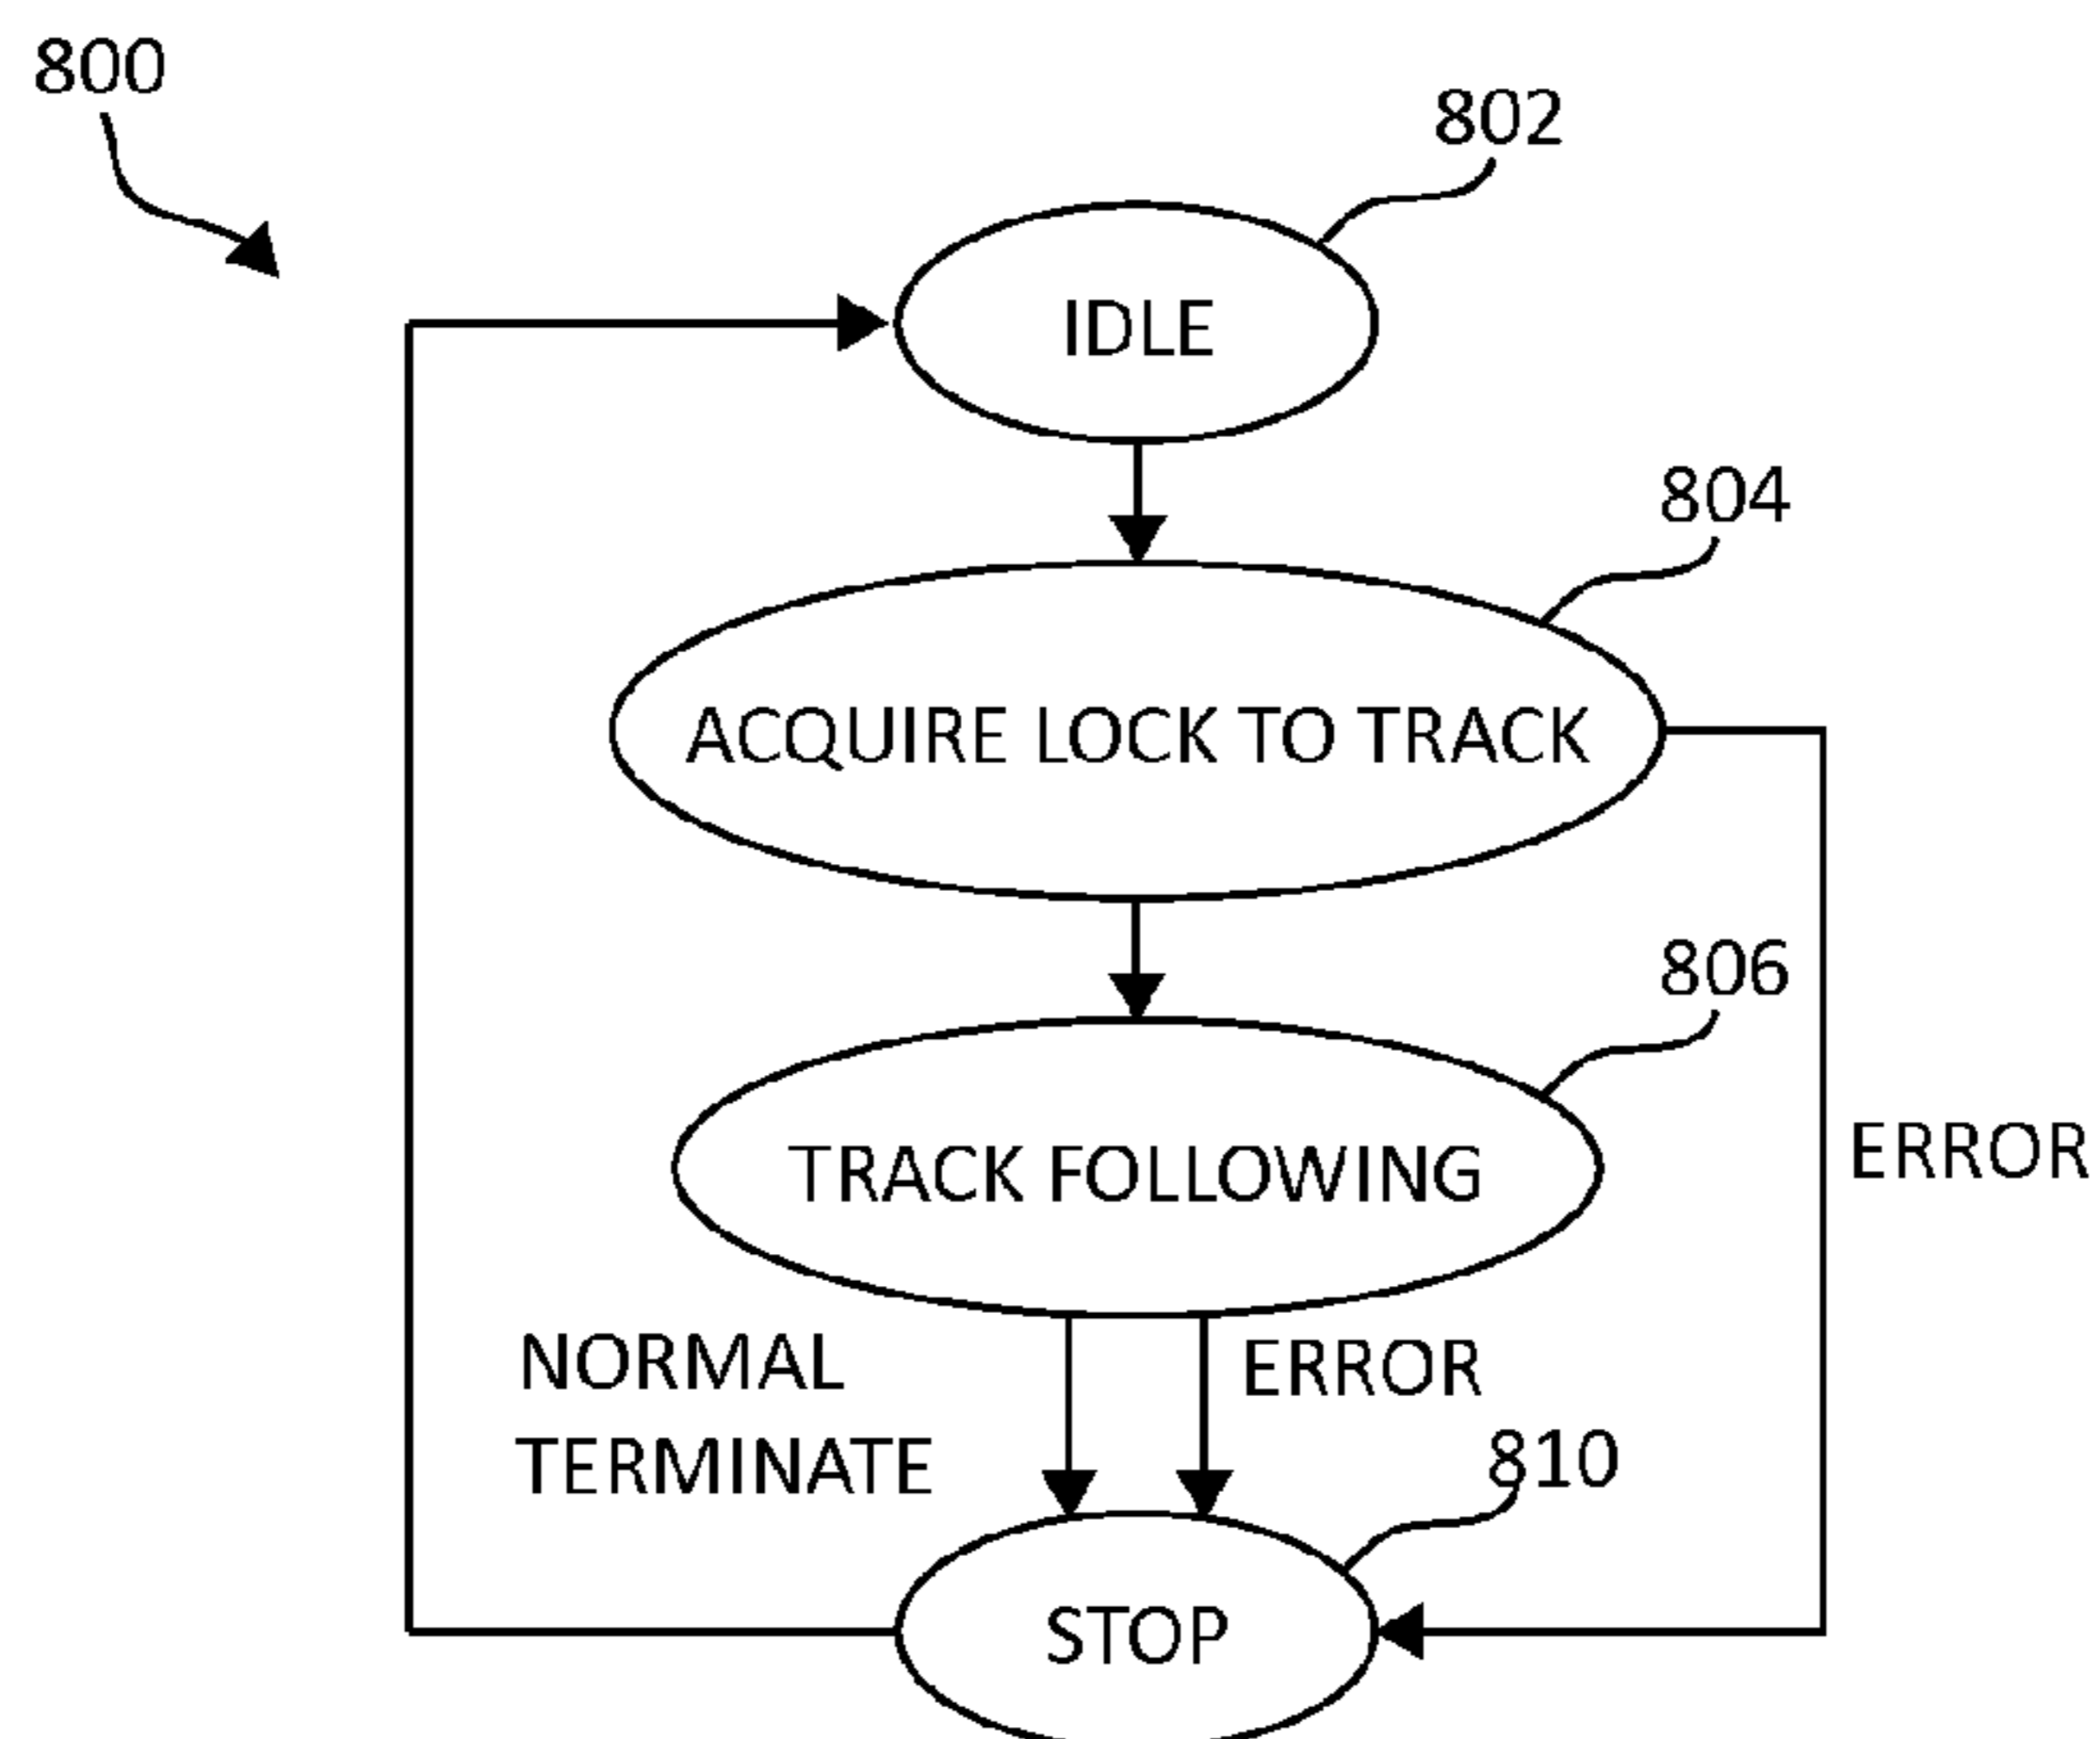 800
802
IDLE
804
ACQUIRE LOCK TO TRACK
806
TRACK FOLLOWING
ERROR
NORMAL
TERMINATE
ERROR
810
STOP